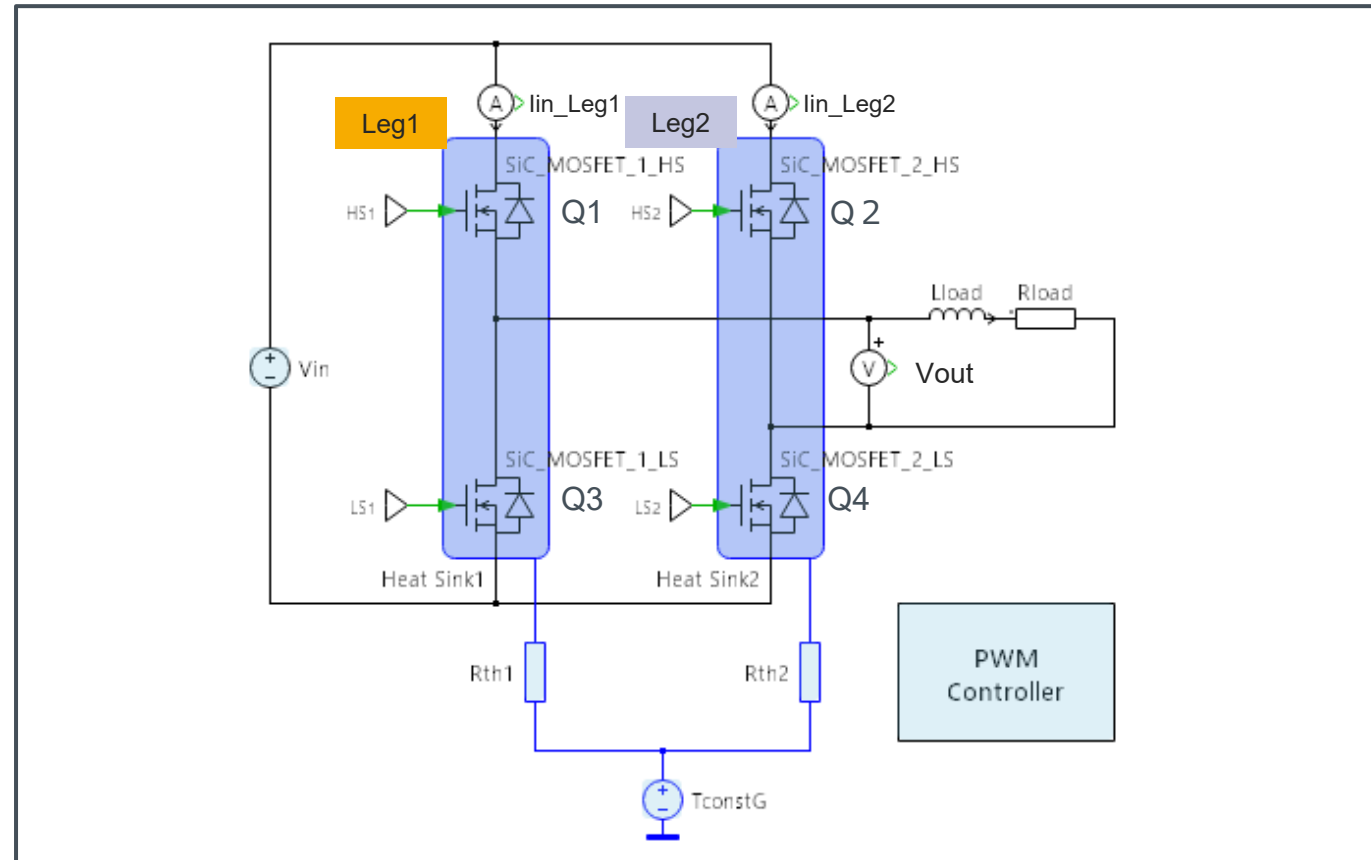 Iin_Leg1
Iin_Leg2
Leg1
Leg2
SiC_MOSFET_1_HS
SiC_MOSFET_2_HS
HS1
Q1
HS2
Q 2
Lload
Rload
+
+
-
Vin
V
Vout
A
A
SiC_MOSFET_1_LS
SiC_MOSFET_2_LS
LS1
Q3
LS2
Q4
Heat Sink1
Heat Sink2
Rth1
Rth2
PWM
Controller
+
-
TconstG